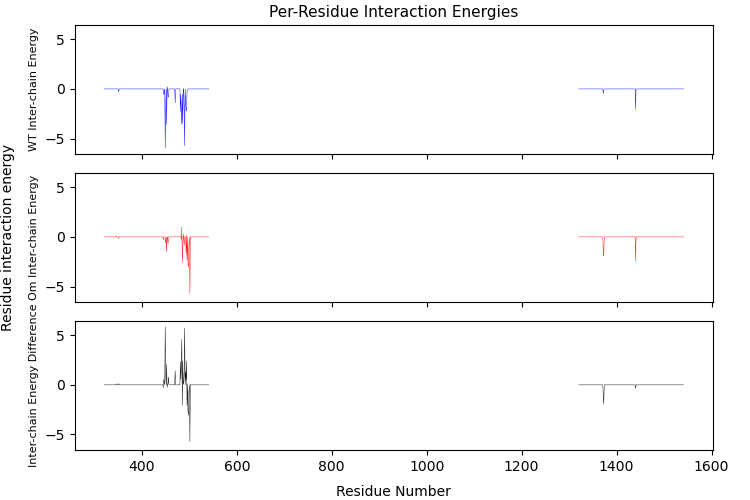 Per-Residue Interaction Energies
Residue interaction energy
WT Inter-chain Energy
5
0
−5
Om Inter-chain Energy
5
0
−5
Inter-chain Energy Difference
5
0
−5
400 600 800 1000 1200 1400 1600
Residue Number